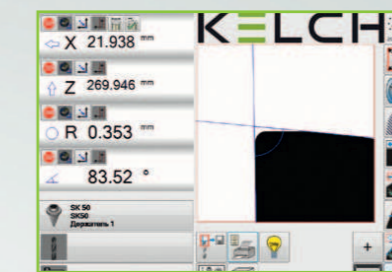 KELCH
X 21.938 mm
Z 269.946 mm
R 0.353 mm
83.52 °
SK 50
SK50
Держатель 1
+